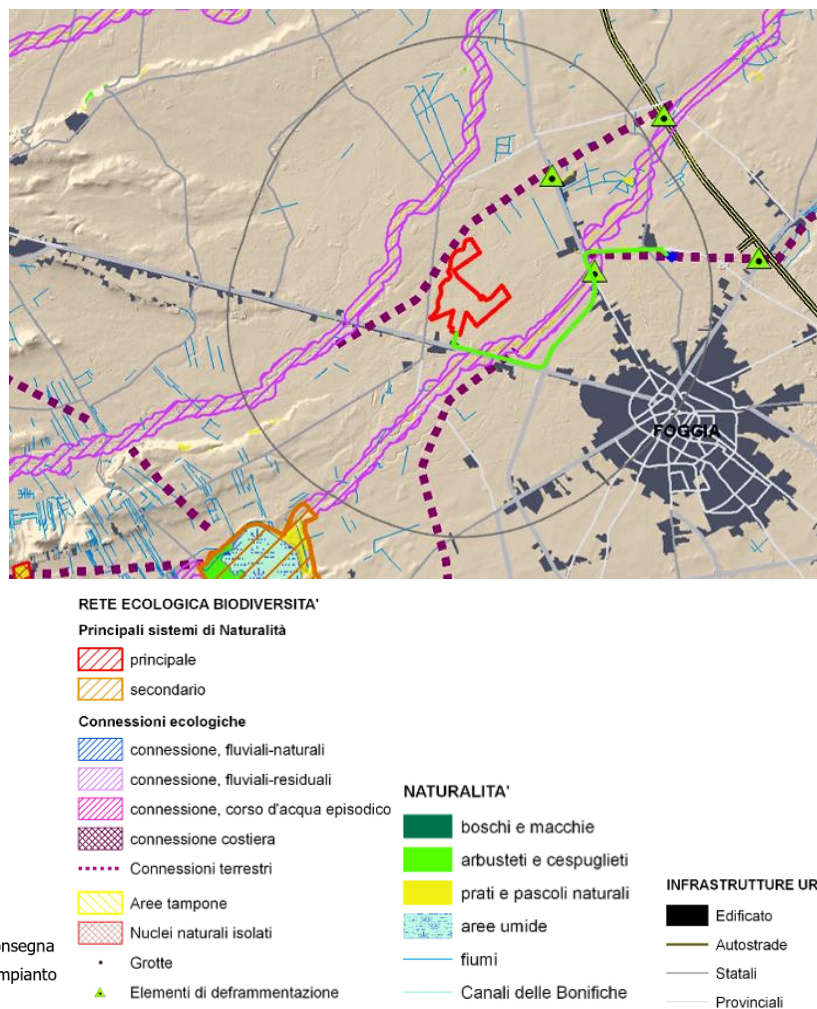 FOGGIA
RETE ECOLOGICA BIODIVERSITA'
Principali sistemi di Naturalità
principale
secondario
Connessioni ecologiche
connessione, fluviali-naturali
connessione, fluviali-residuali
connessione, corso d'acqua episodico
connessione costiera
Connessioni terrestri
Aree tampone
Nuclei naturali isolati
Grotte
Elementi di deframmentazione
onsegna
mpianto
NATURALITA'
boschi e macchie
arbusteti e cespuglieti
prati e pascoli naturali
aree umide
fiumi
Canali delle Bonifiche
INFRASTRUTTURE UR
Edificato
Autostrade
Statali
Provinciali